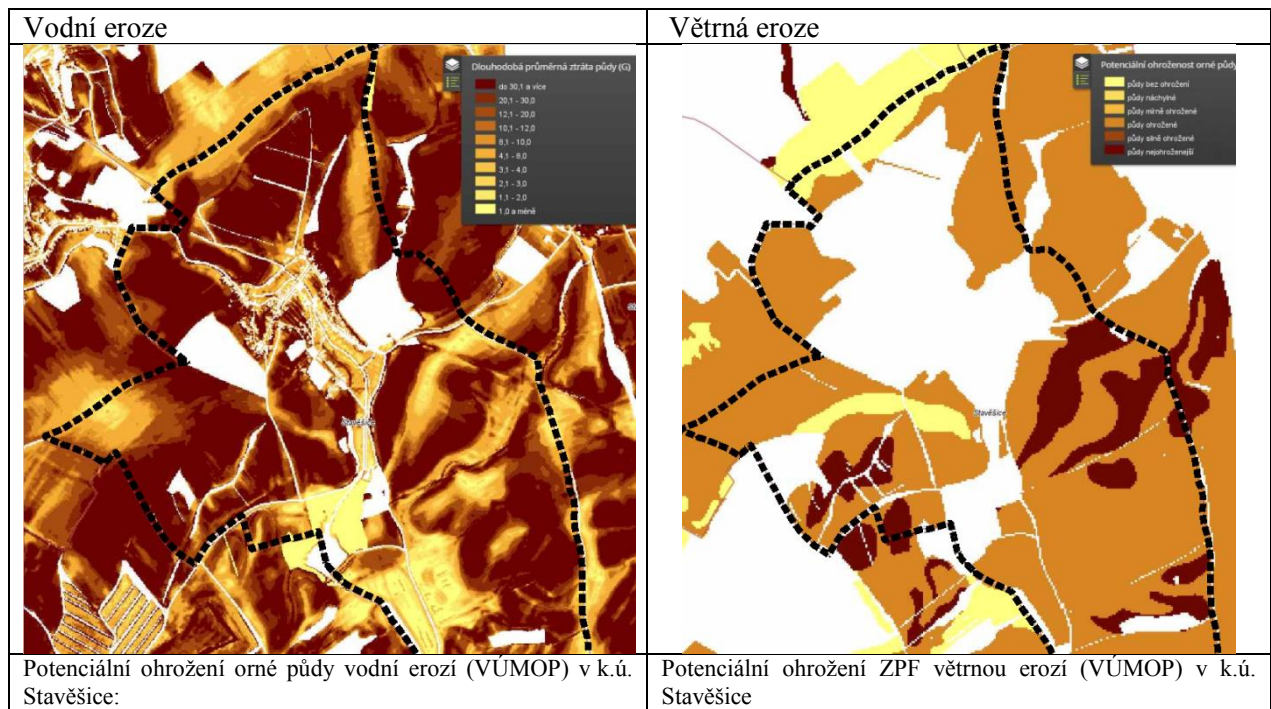 Vodní eroze
Větrná eroze
Dlouhodobá průměrná ztráta půdy (G)
do 30,1 a více
20,1 - 30,0
12,1 - 20,0
10,1 - 12,0
8,1 - 10,0
4,1 - 8,0
3,1 - 4,0
2,1 - 3,0
1,1 - 2,0
1,0 a méně
Stavěšice
Potenciální ohroženost orné půdy
půdy bez ohrožení
půdy náchylné
půdy mírně ohrožené
půdy ohrožené
půdy silně ohrožené
půdy nejohroženejší
Stavěšice
Potenciální ohrožení orné půdy vodní erozí (VÚMOP) v k.ú.
Stavěšice:
Potenciální ohrožení ZPF větrnou erozí (VÚMOP) v k.ú.
Stavěšice